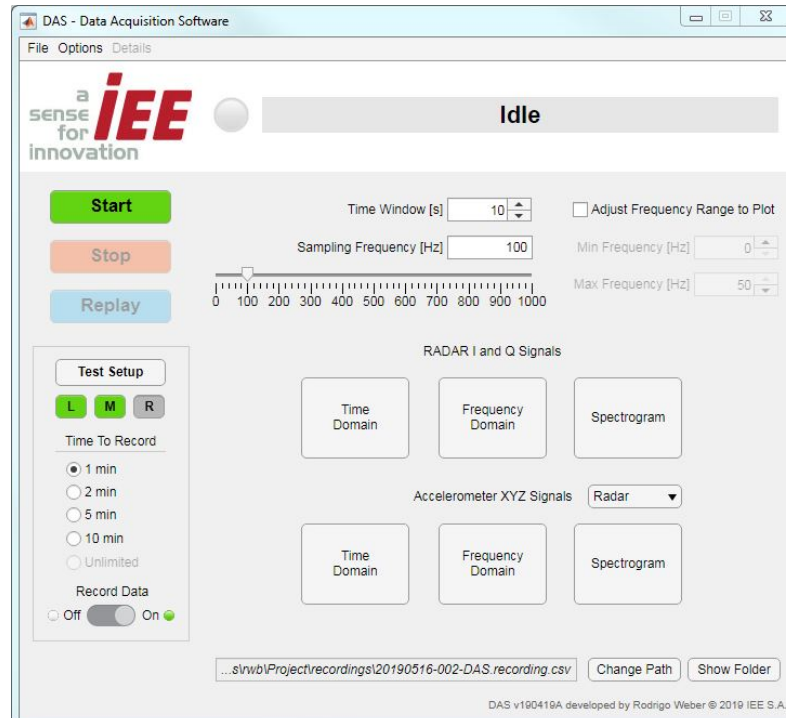 DAS - Data Acquisition Software
File Options Details
a
sense
for
innovation
iEE
Idle
Start
Stop
Replay
Time Window [s] 10
Adjust Frequency Range to Plot
Sampling Frequency [Hz] 100
Min Frequency [Hz] 0
Max Frequency [Hz] 50
0 100 200 300 400 500 600 700 800 900 1000
Test Setup
L M R
Time To Record
1 min
2 min
5 min
10 min
Unlimited
Record Data
Off On
RADAR I and Q Signals
Time
Domain
Frequency
Domain
Spectrogram
Accelerometer XYZ Signals Radar
Time
Domain
Frequency
Domain
Spectrogram
...s\rwb\Project\recordings\20190516-002-DAS.recording.csv Change Path Show Folder
DAS v190419A developed by Rodrigo Weber © 2019 IEE S.A.